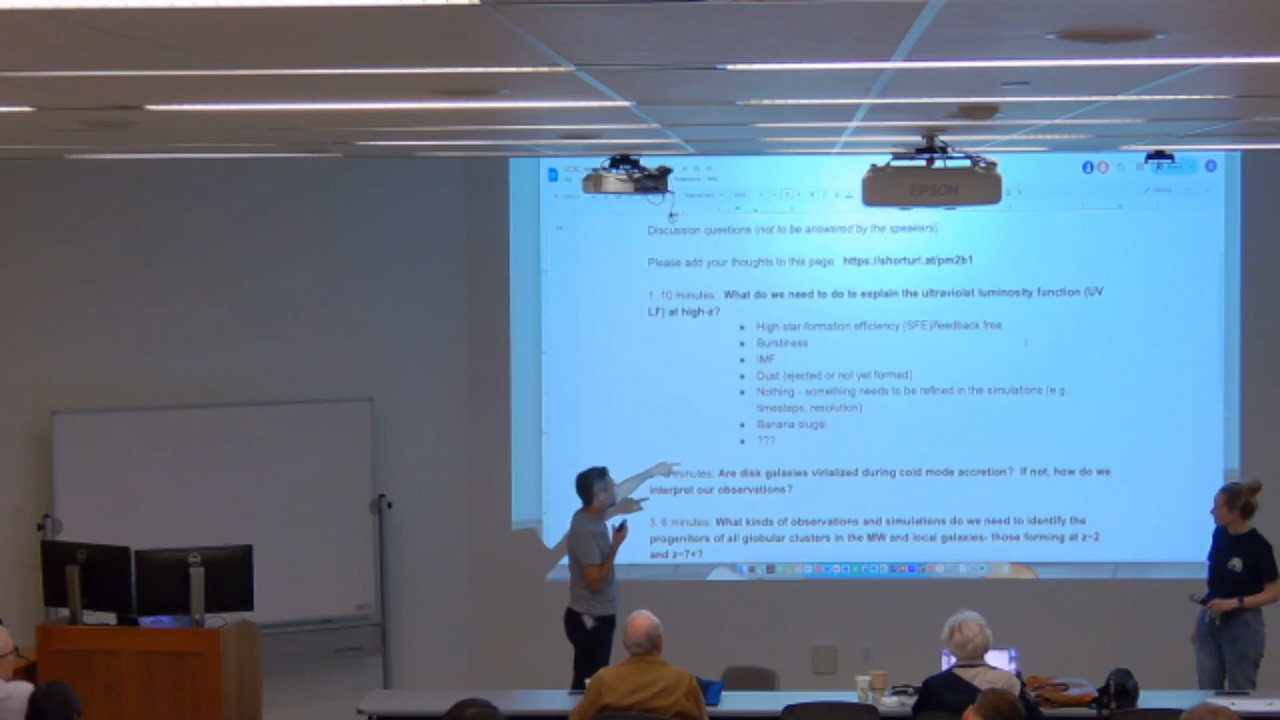 EPSON
Discussion questions (not to be answered by the speakers)
Please add your thoughts to this page: https://shorturl.at/pm2b1
1. 10 minutes: What do we need to do to explain the ultraviolet luminosity function (UV
LF) at high-z?
High star formation efficiency (SFE)/feedback free
Burstiness
IMF
Dust (ejected or not yet formed)
Nothing - something needs to be refined in the simulations (e.g.,
timesteps, resolution)
Banana slugs
???
minutes: Are disk galaxies virialized during cold mode accretion? If not, how do we
interpret our observations?
3. 6 minutes: What kinds of observations and simulations do we need to identify the
progenitors of all globular clusters in the MW and local galaxies- those forming at z~2
and z~7+?